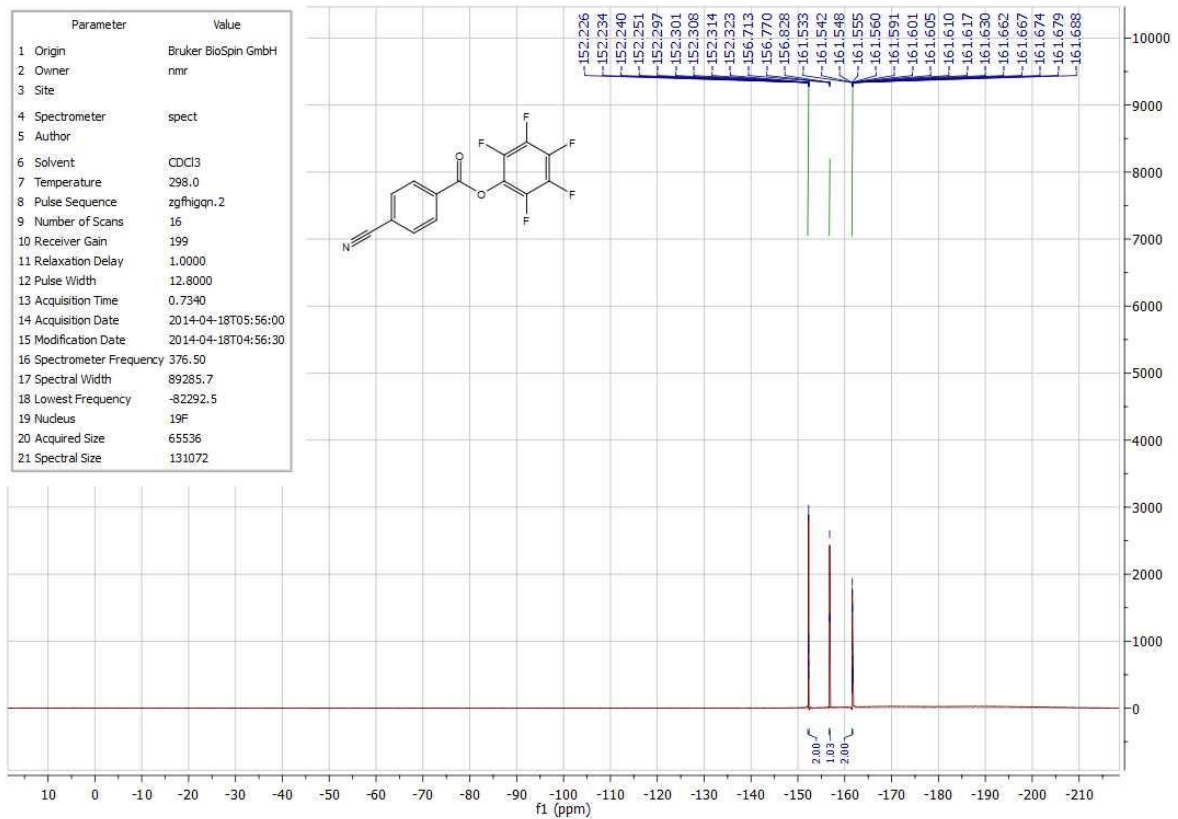 Parameter Value
1 Origin Bruker BioSpin GmbH
2 Owner nmr
3 Site
4 Spectrometer spect
5 Author
6 Solvent CDCl3
7 Temperature 298.0
8 Pulse Sequence zgfhigqn.2
9 Number of Scans 16
10 Receiver Gain 199
11 Relaxation Delay 1.0000
12 Pulse Width 12.8000
13 Acquisition Time 0.7340
14 Acquisition Date 2014-04-18T05:56:00
15 Modification Date 2014-04-18T04:56:30
16 Spectrometer Frequency 376.50
17 Spectral Width 89285.7
18 Lowest Frequency -82292.5
19 Nucleus 19F
20 Acquired Size 65536
21 Spectral Size 131072
-152.226
-152.234
-152.240
-152.251
-152.297
-152.301
-152.308
-152.314
-152.323
-156.713
-156.770
-156.828
-161.533
-161.542
-161.548
-161.555
-161.560
-161.591
-161.601
-161.605
-161.610
-161.617
-161.630
-161.662
-161.667
-161.674
-161.679
-161.688
F
F
F
F
F
O
O
N
10000
9000
8000
7000
6000
5000
4000
3000
2000
1000
0
2.00
1.03
2.00
10 0 -10 -20 -30 -40 -50 -60 -70 -80 -90 -100 -110 -120 -130 -140 -150 -160 -170 -180 -190 -200 -210
f1 (ppm)